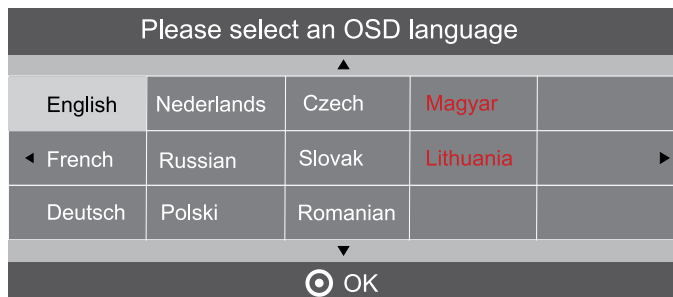 Please select an OSD language
English Nederlands Czech Magyar
French Russian Slovak Lithuania
Deutsch Polski Romanian
OK